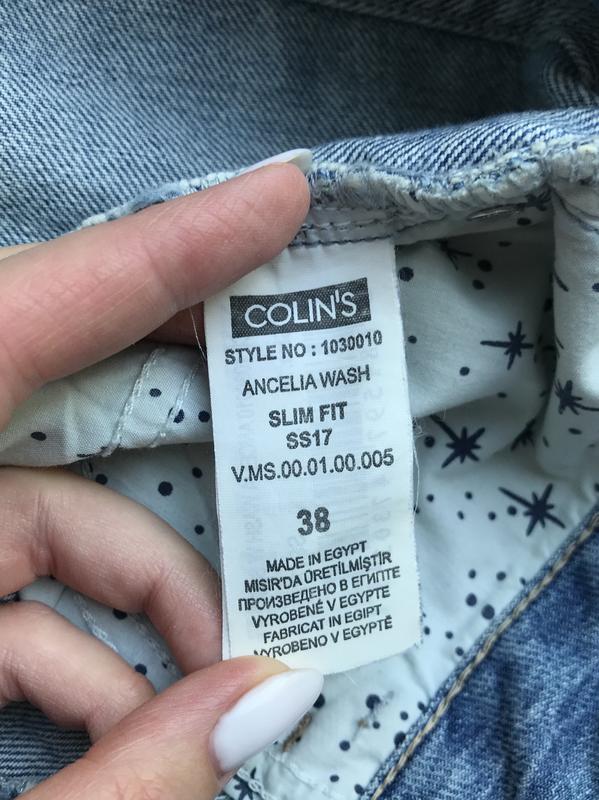 COLIN'S
STYLE NO : 1030010
ANCELIA WASH
SLIM FIT
SS17
V.MS.00.01.00.005
38
MADE IN EGYPT
MISIR'DA ÜRETİLMİŞTİR
ПРОИЗВЕДЕНО В ЕГИПТЕ
VYROBENÉ V EGYPTE
FABRICAT IN EGIPT
VYROBENO V EGYPTĚ